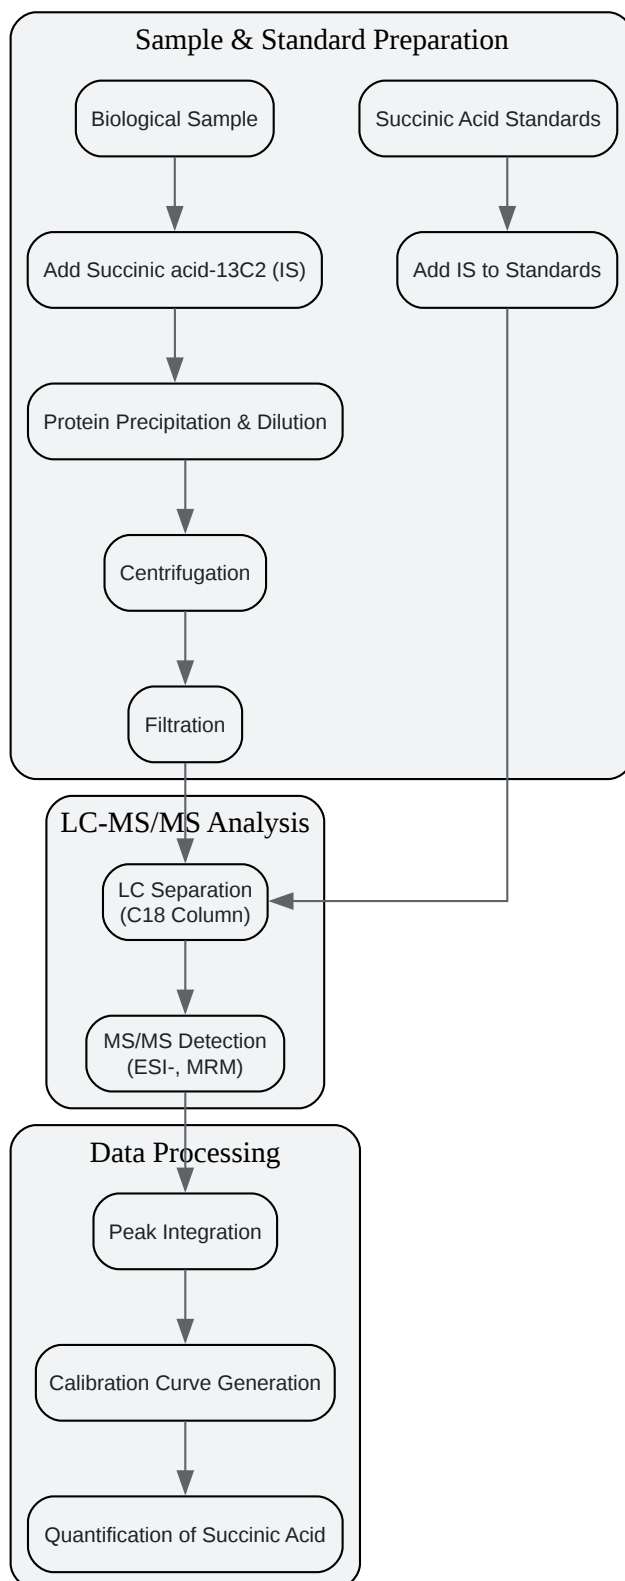 Sample & Standard Preparation
Biological Sample
Succinic Acid Standards
Add Succinic acid-13C2 (IS)
Add IS to Standards
Protein Precipitation & Dilution
Centrifugation
Filtration
LC-MS/MS Analysis
LC Separation
(C18 Column)
MS/MS Detection
(ESI-, MRM)
Data Processing
Peak Integration
Calibration Curve Generation
Quantification of Succinic Acid